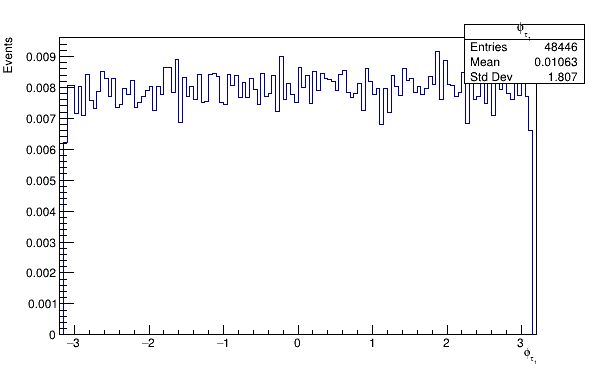 ϕτ1
Entries 48446
Mean 0.01063
Std Dev 1.807
Events
0.009
0.008
0.007
0.006
0.005
0.004
0.003
0.002
0.001
0
−3 −2 −1 0 1 2 3
ϕτ1